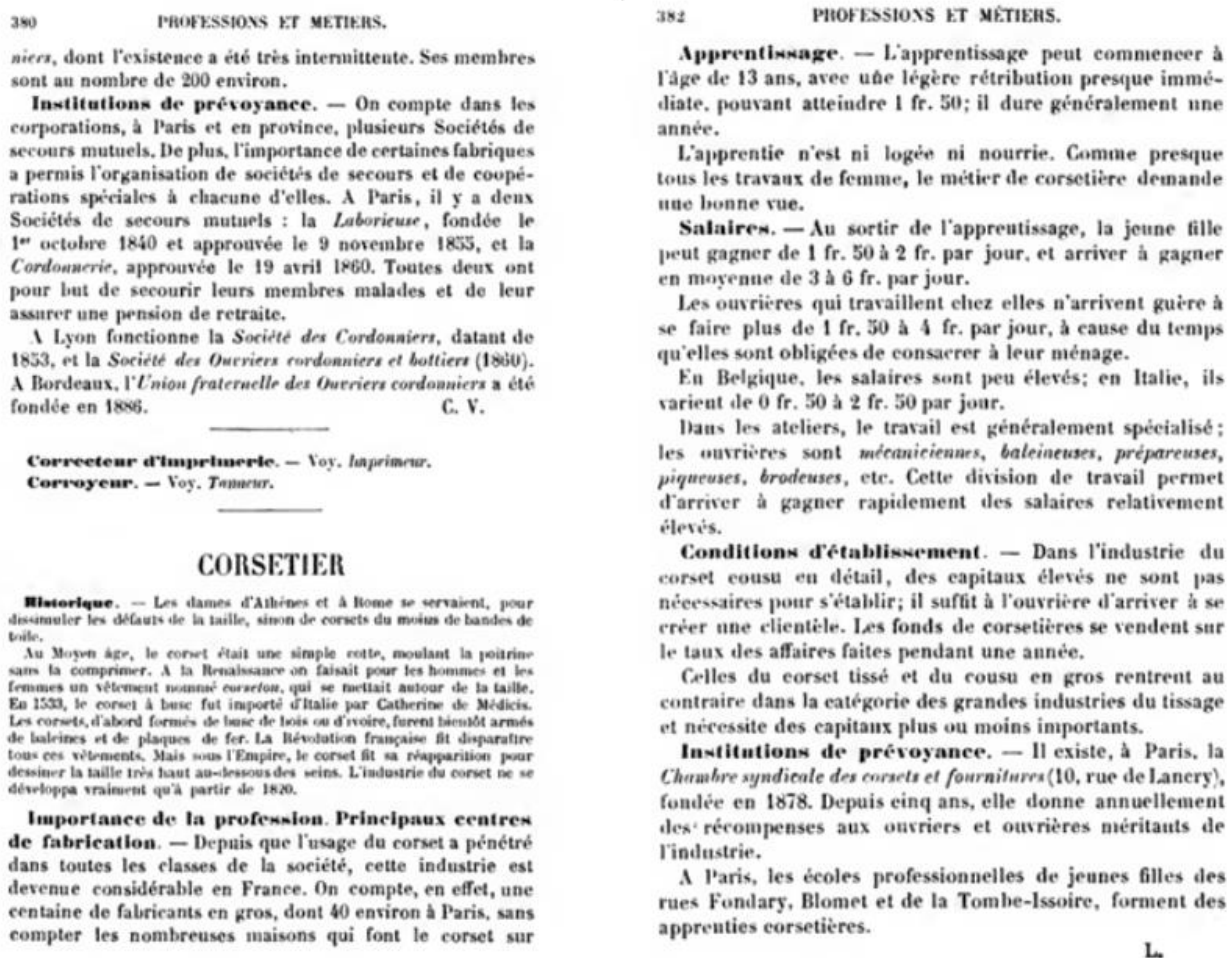 380 PROFESSIONS ET METIERS.
niers, dont l'existence a été très intermittente. Ses membres
sont au nombre de 200 environ.
Institutions de prévoyance. — On compte dans les
corporations, à Paris et en province, plusieurs Sociétés de
secours mutuels. De plus, l'importance de certaines fabriques
a permis l'organisation de sociétés de secours et de coopé-
rations spéciales à chacune d'elles. A Paris, il y a deux
Sociétés de secours mutuels : la Laborieuse, fondée le
1er octobre 1840 et approuvée le 9 novembre 1855, et la
Cordonnerie, approuvée le 19 avril 1860. Toutes deux ont
pour but de secourir leurs membres malades et de leur
assurer une pension de retraite.
A Lyon fonctionne la Société des Cordonniers, datant de
1853, et la Société des Ouvriers cordonniers et bottiers (1860).
A Bordeaux, l'Union fraternelle des Ouvriers cordonniers a été
fondée en 1886. C. V.
Correcteur d'Imprimerie. — Voy. Imprimeur.
Corroyeur. — Voy. Tanneur.
CORSETIER
Historique. — Les dames d'Athènes et à Rome se servaient, pour
dissimuler les défauts de la taille, sinon de corsets du moins de bandes de
toile.
Au Moyen âge, le corset était une simple cotte, moulant la poitrine
sans la comprimer. A la Renaissance on faisait pour les hommes et les
femmes un vêtement nommé corseton, qui se mettait autour de la taille.
En 1533, le corset à busc fut importé d'Italie par Catherine de Médicis.
Les corsets, d'abord formés de busc de bois ou d'ivoire, furent bientôt armés
de baleines et de plaques de fer. La Révolution française fit disparaître
tous ces vêtements. Mais sous l'Empire, le corset fit sa réapparition pour
dessiner la taille très haut au-dessous des seins. L'industrie du corset ne se
développa vraiment qu'à partir de 1820.
Importance de la profession. Principaux centres
de fabrication. — Depuis que l'usage du corset a pénétré
dans toutes les classes de la société, cette industrie est
devenue considérable en France. On compte, en effet, une
centaine de fabricants en gros, dont 40 environ à Paris, sans
compter les nombreuses maisons qui font le corset sur
382 PROFESSIONS ET MÉTIERS.
Apprentissage. — L'apprentissage peut commencer à
l'âge de 13 ans, avec une légère rétribution presque immé-
diate, pouvant atteindre 1 fr. 50; il dure généralement une
année.
L'apprentie n'est ni logée ni nourrie. Comme presque
tous les travaux de femme, le métier de corsetière demande
une bonne vue.
Salaires. — Au sortir de l'apprentissage, la jeune fille
peut gagner de 1 fr. 50 à 2 fr. par jour, et arriver à gagner
en moyenne de 3 à 6 fr. par jour.
Les ouvrières qui travaillent chez elles n'arrivent guère à
se faire plus de 1 fr. 50 à 4 fr. par jour, à cause du temps
qu'elles sont obligées de consacrer à leur ménage.
En Belgique, les salaires sont peu élevés; en Italie, ils
varient de 0 fr. 50 à 2 fr. 50 par jour.
Dans les ateliers, le travail est généralement spécialisé;
les ouvrières sont mécaniciennes, baleineuses, prépareuses,
piqueuses, brodeuses, etc. Cette division de travail permet
d'arriver à gagner rapidement des salaires relativement
élevés.
Conditions d'établissement. — Dans l'industrie du
corset cousu en détail, des capitaux élevés ne sont pas
nécessaires pour s'établir; il suffit à l'ouvrière d'arriver à se
créer une clientèle. Les fonds de corsetières se vendent sur
le taux des affaires faites pendant une année.
Celles du corset tissé et du cousu en gros rentrent au
contraire dans la catégorie des grandes industries du tissage
et nécessite des capitaux plus ou moins importants.
Institutions de prévoyance. — Il existe, à Paris, la
Chambre syndicale des corsets et fournitures (10, rue de Lancry),
fondée en 1878. Depuis cinq ans, elle donne annuellement
des récompenses aux ouvriers et ouvrières méritants de
l'industrie.
A Paris, les écoles professionnelles de jeunes filles des
rues Fondary, Blomet et de la Tombe-Issoire, forment des
apprenties corsetières.
L.